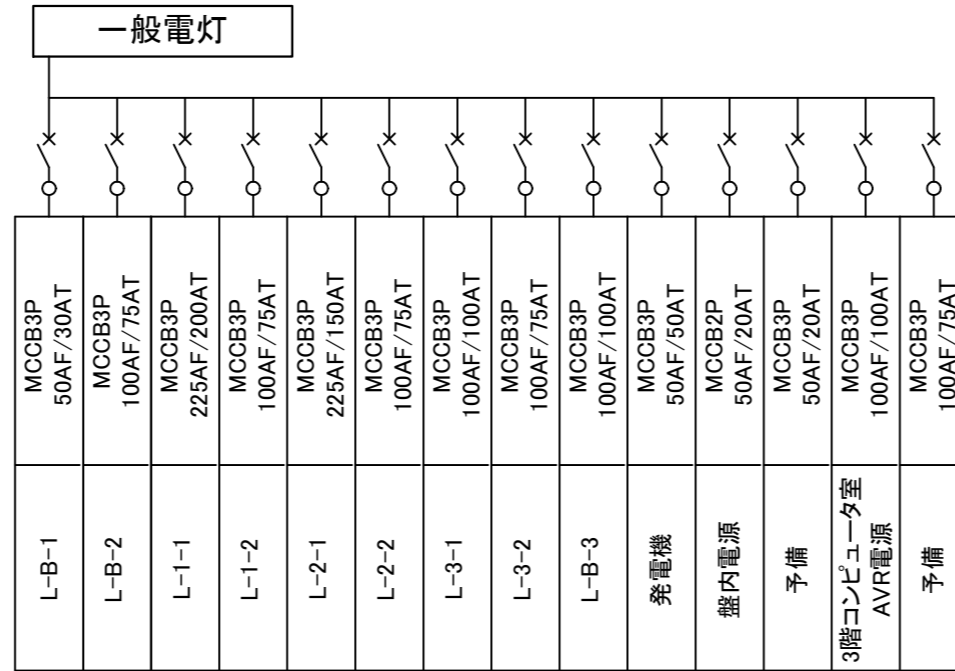 一般電灯
MCCB3P
50AF/30AT
MCCB3P
100AF/75AT
MCCB3P
225AF/200AT
MCCB3P
100AF/75AT
MCCB3P
225AF/150AT
MCCB3P
100AF/75AT
MCCB3P
100AF/100AT
MCCB3P
100AF/75AT
MCCB3P
100AF/100AT
MCCB3P
50AF/50AT
MCCB2P
50AF/20AT
MCCB3P
50AF/20AT
MCCB3P
100AF/100AT
MCCB3P
100AF/75AT
L-B-1
L-B-2
L-1-1
L-1-2
L-2-1
L-2-2
L-3-1
L-3-2
L-B-3
発電機
盤内電源
予備
3階コンピュータ室
AVR電源
予備